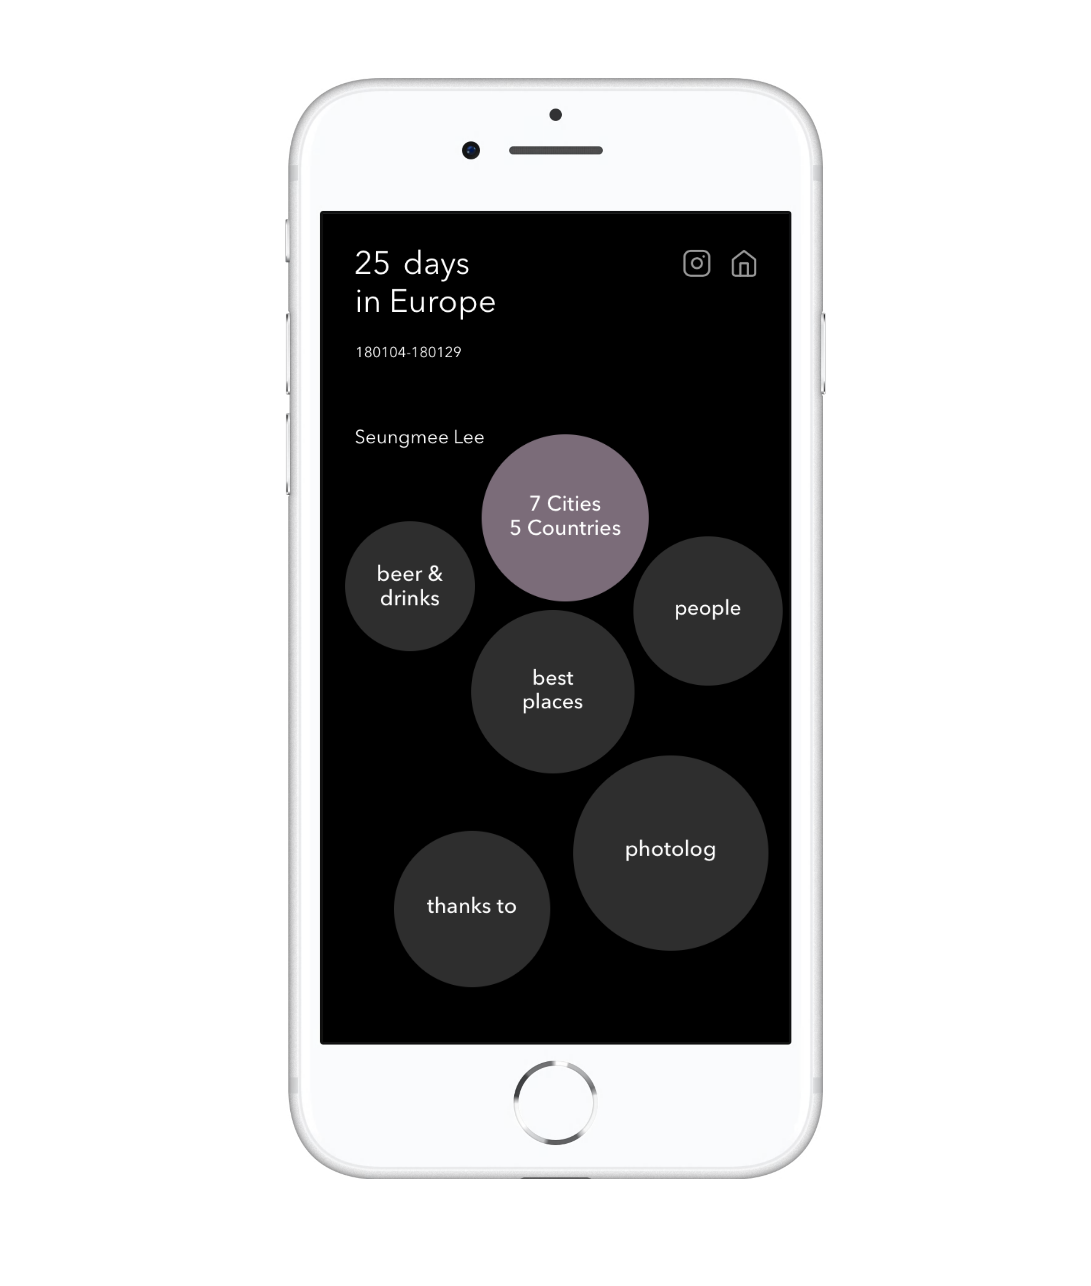 25 days
in Europe
180104-180129
Seungmee Lee
7 Cities
5 Countries
beer &
drinks
people
best
places
photolog
thanks to